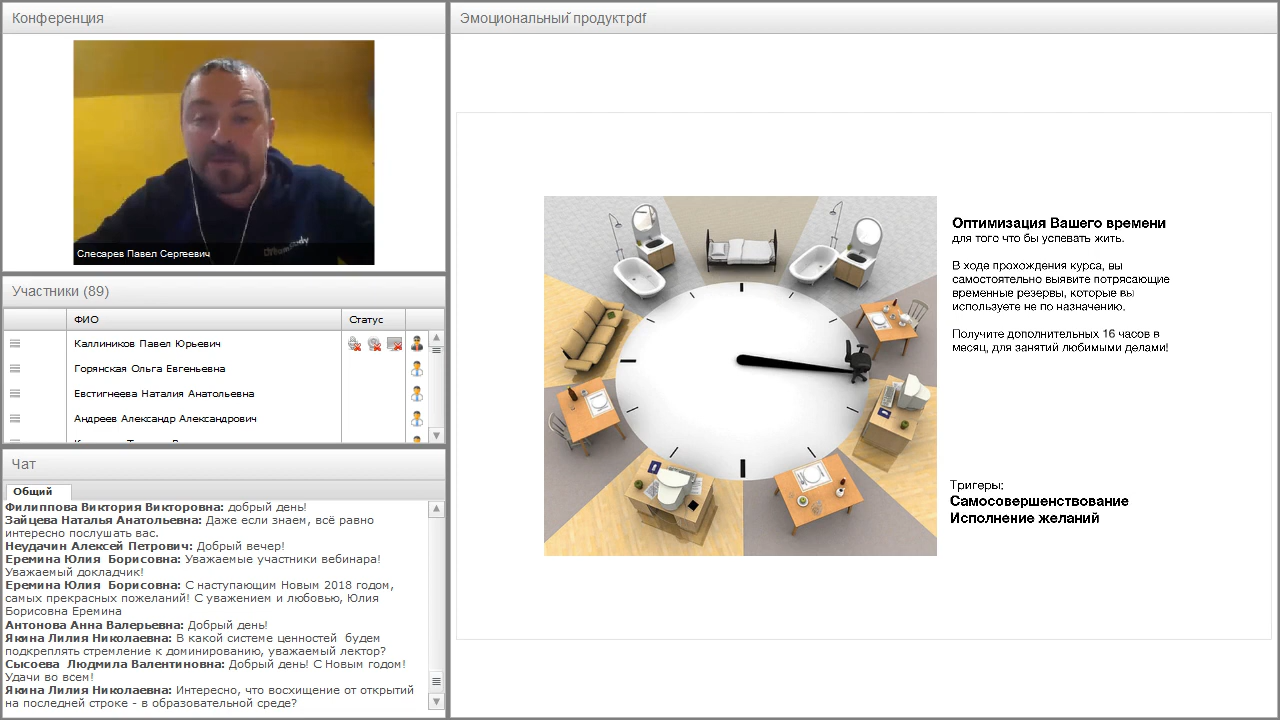 Конференция
Слесарев Павел Сергеевич
Участники (89)
ФИО
Статус
Каллиников Павел Юрьевич
Горянская Ольга Евгеньевна
Евстигнеева Наталия Анатольевна
Андреев Александр Александрович
Чат
Общий
Филиппова Виктория Викторовна: добрый день!
Зайцева Наталья Анатольевна: Даже если знаем, всё равно
интересно послушать вас.
Неудачин Алексей Петрович: Добрый вечер!
Еремина Юлия Борисовна: Уважаемые участники вебинара!
Уважаемый докладчик!
Еремина Юлия Борисовна: С наступающим Новым 2018 годом,
самых прекрасных пожеланий! С уважением и любовью, Юлия
Борисовна Еремина
Антонова Анна Валерьевна: Добрый день!
Якина Лилия Николаевна: В какой системе ценностей будем
подкреплять стремление к доминированию, уважаемый лектор?
Сысоева Людмила Валентиновна: Добрый день! С Новым годом!
Удачи во всем!
Якина Лилия Николаевна: Интересно, что восхищение от открытий
на последней строке - в образовательной среде?
Эмоциональный продукт.pdf
Оптимизация Вашего времени
для того что бы успевать жить.
В ходе прохождения курса, вы
самостоятельно выявите потрясающие
временные резервы, которые вы
используете не по назначению.
Получите дополнительных 16 часов в
месяц, для занятий любимыми делами!
Тригеры:
Самосовершенствование
Исполнение желаний